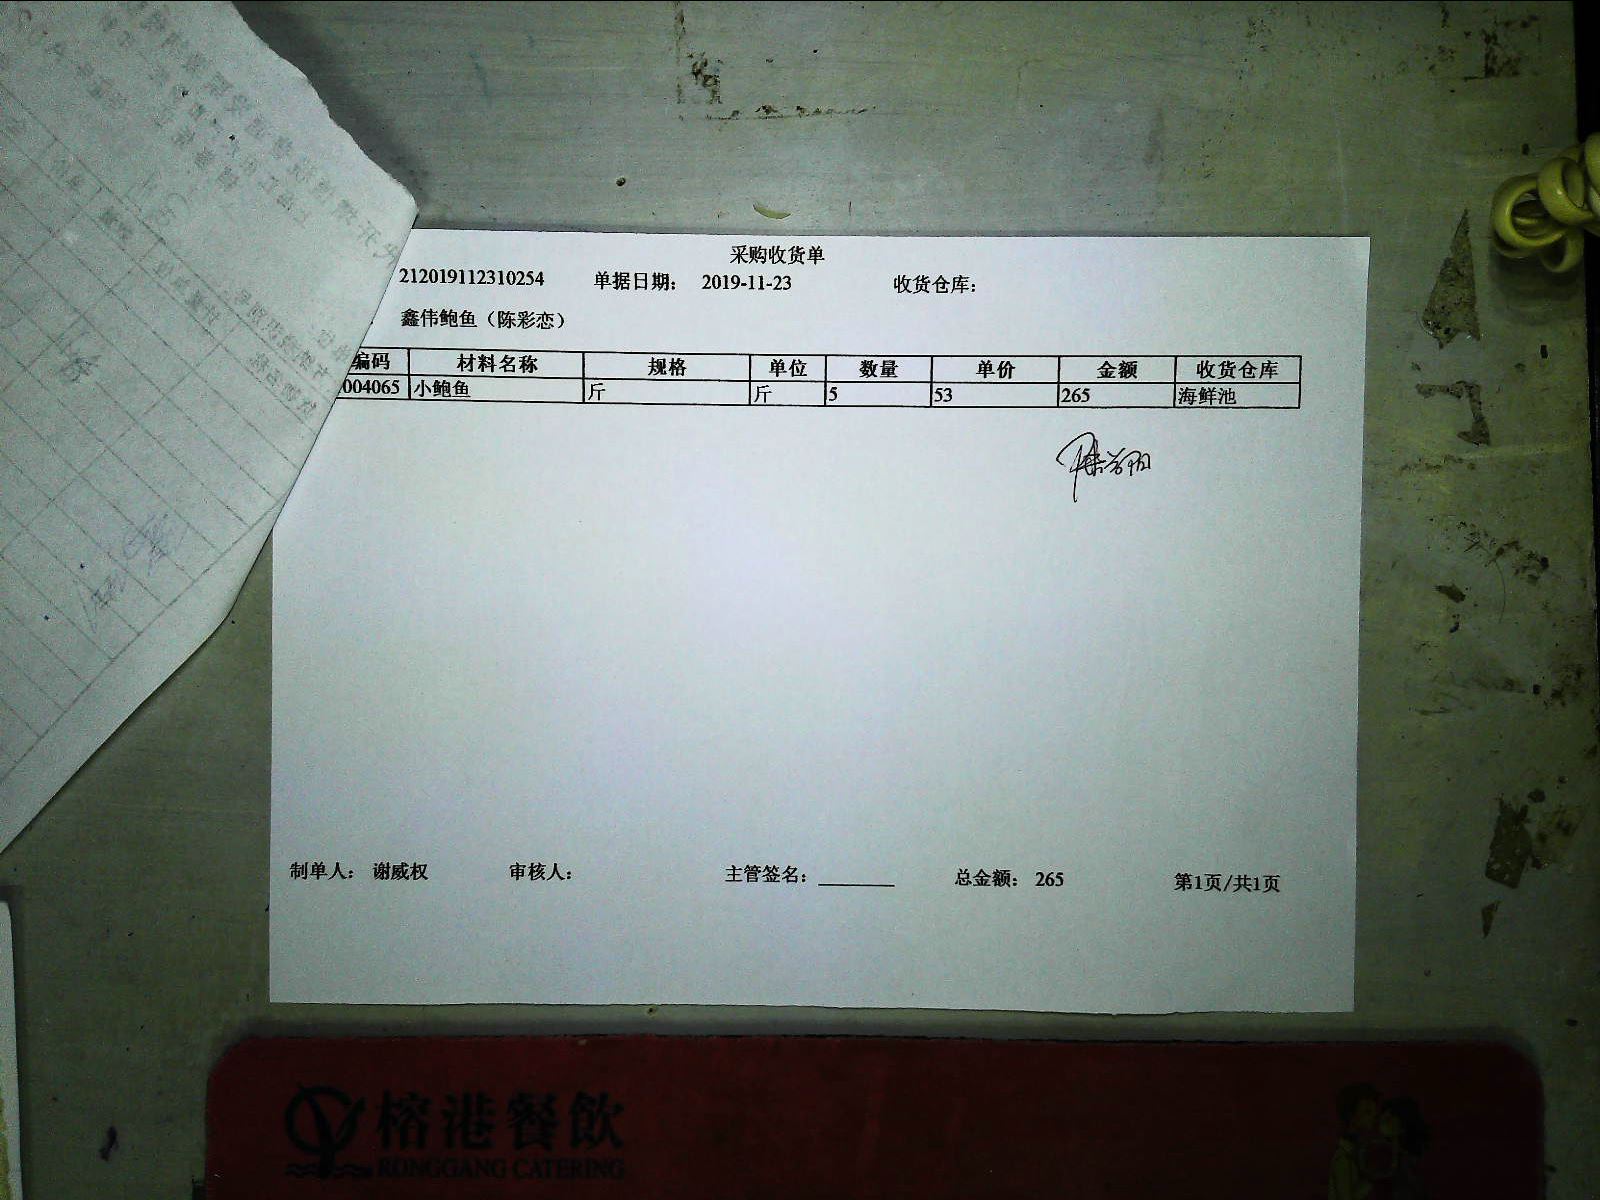 采购收货单
212019112310254 单据日期： 2019-11-23 收货仓库：
鑫伟鲍鱼（陈彩恋）
编码 材料名称 规格 单位 数量 单价 金额 收货仓库
004065 小鲍鱼 斤 斤 5 53 265 海鲜池
制单人： 谢威权 审核人： 主管签名：________ 总金额： 265 第1页/共1页
榕港餐飲
RONGGANG CATERING